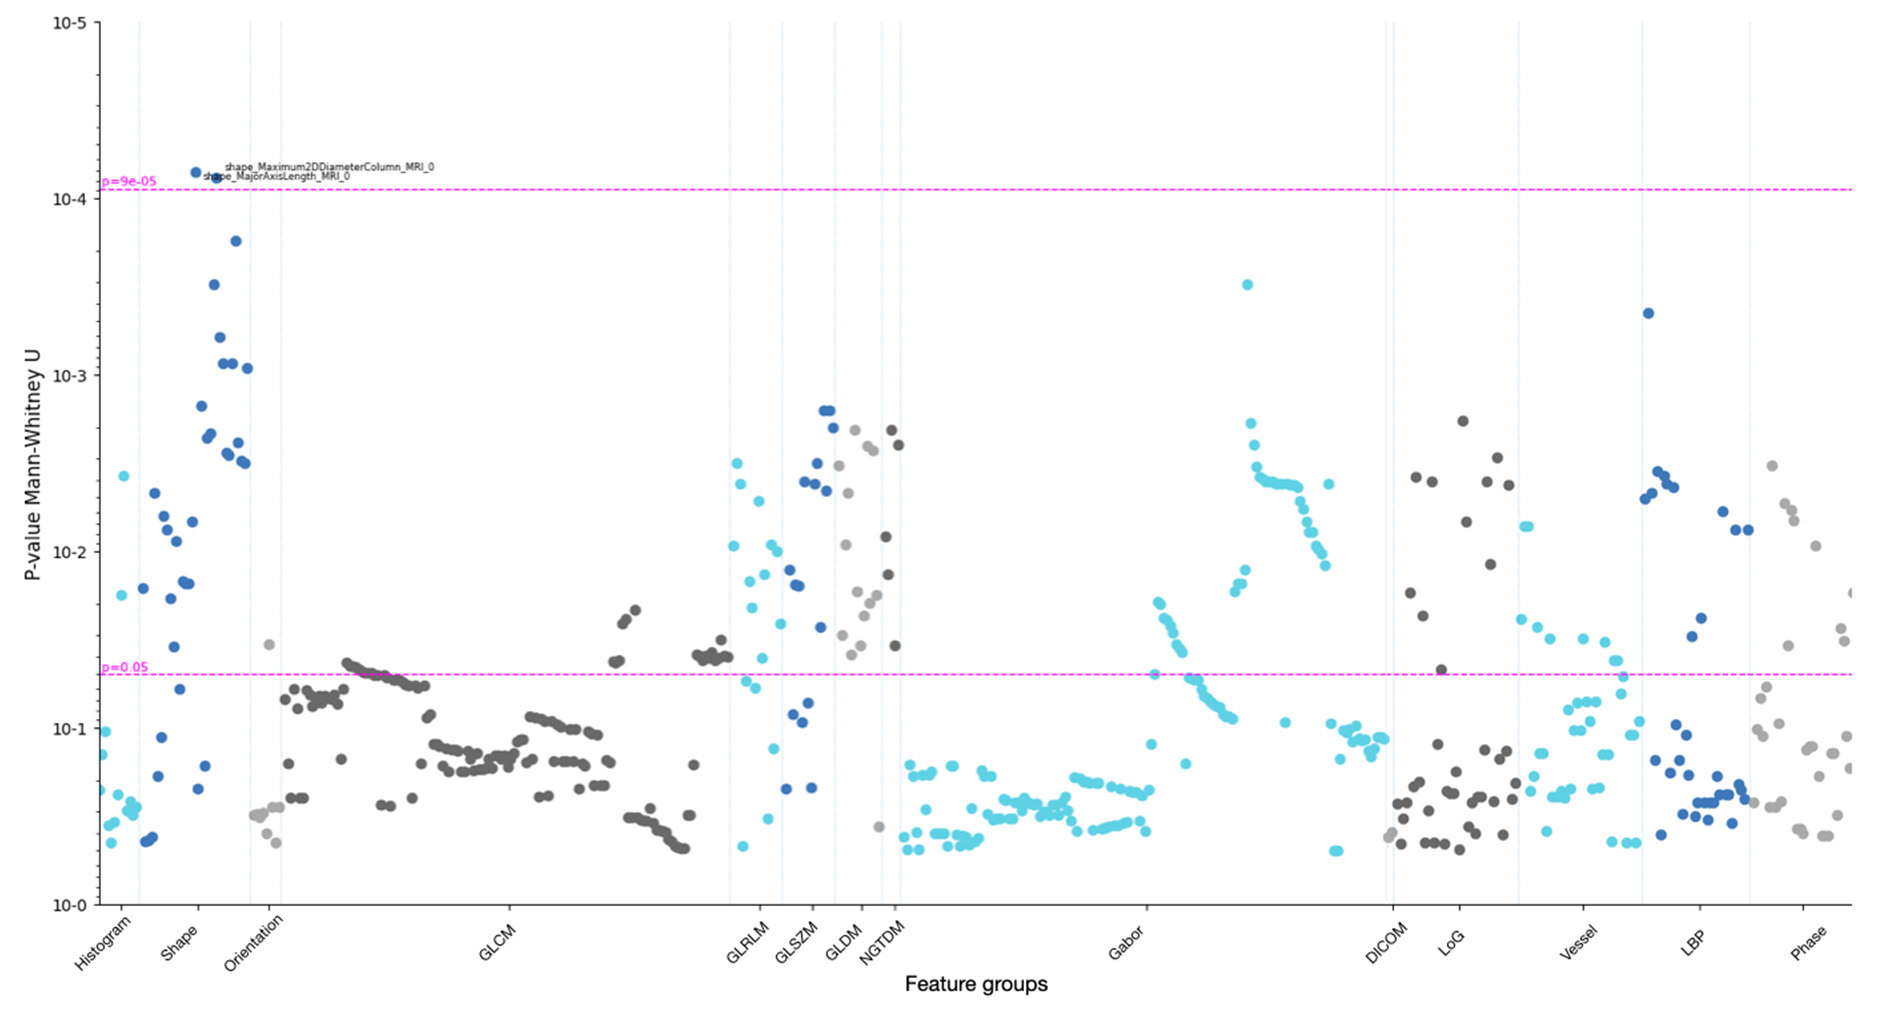 10-5
shape_Maximum2DDiameterColumn_MRI_0
shape_MajorAxisLength_MRI_0
p=9e-05
10-4
10-3
P-value Mann-Whitney U
10-2
p=0.05
10-1
10-0
Histogram
Shape
Orientation
GLCM
GLRLM
GLSZM
GLDM
NGTDM
Gabor
DICOM
LoG
Vessel
LBP
Phase
Feature groups